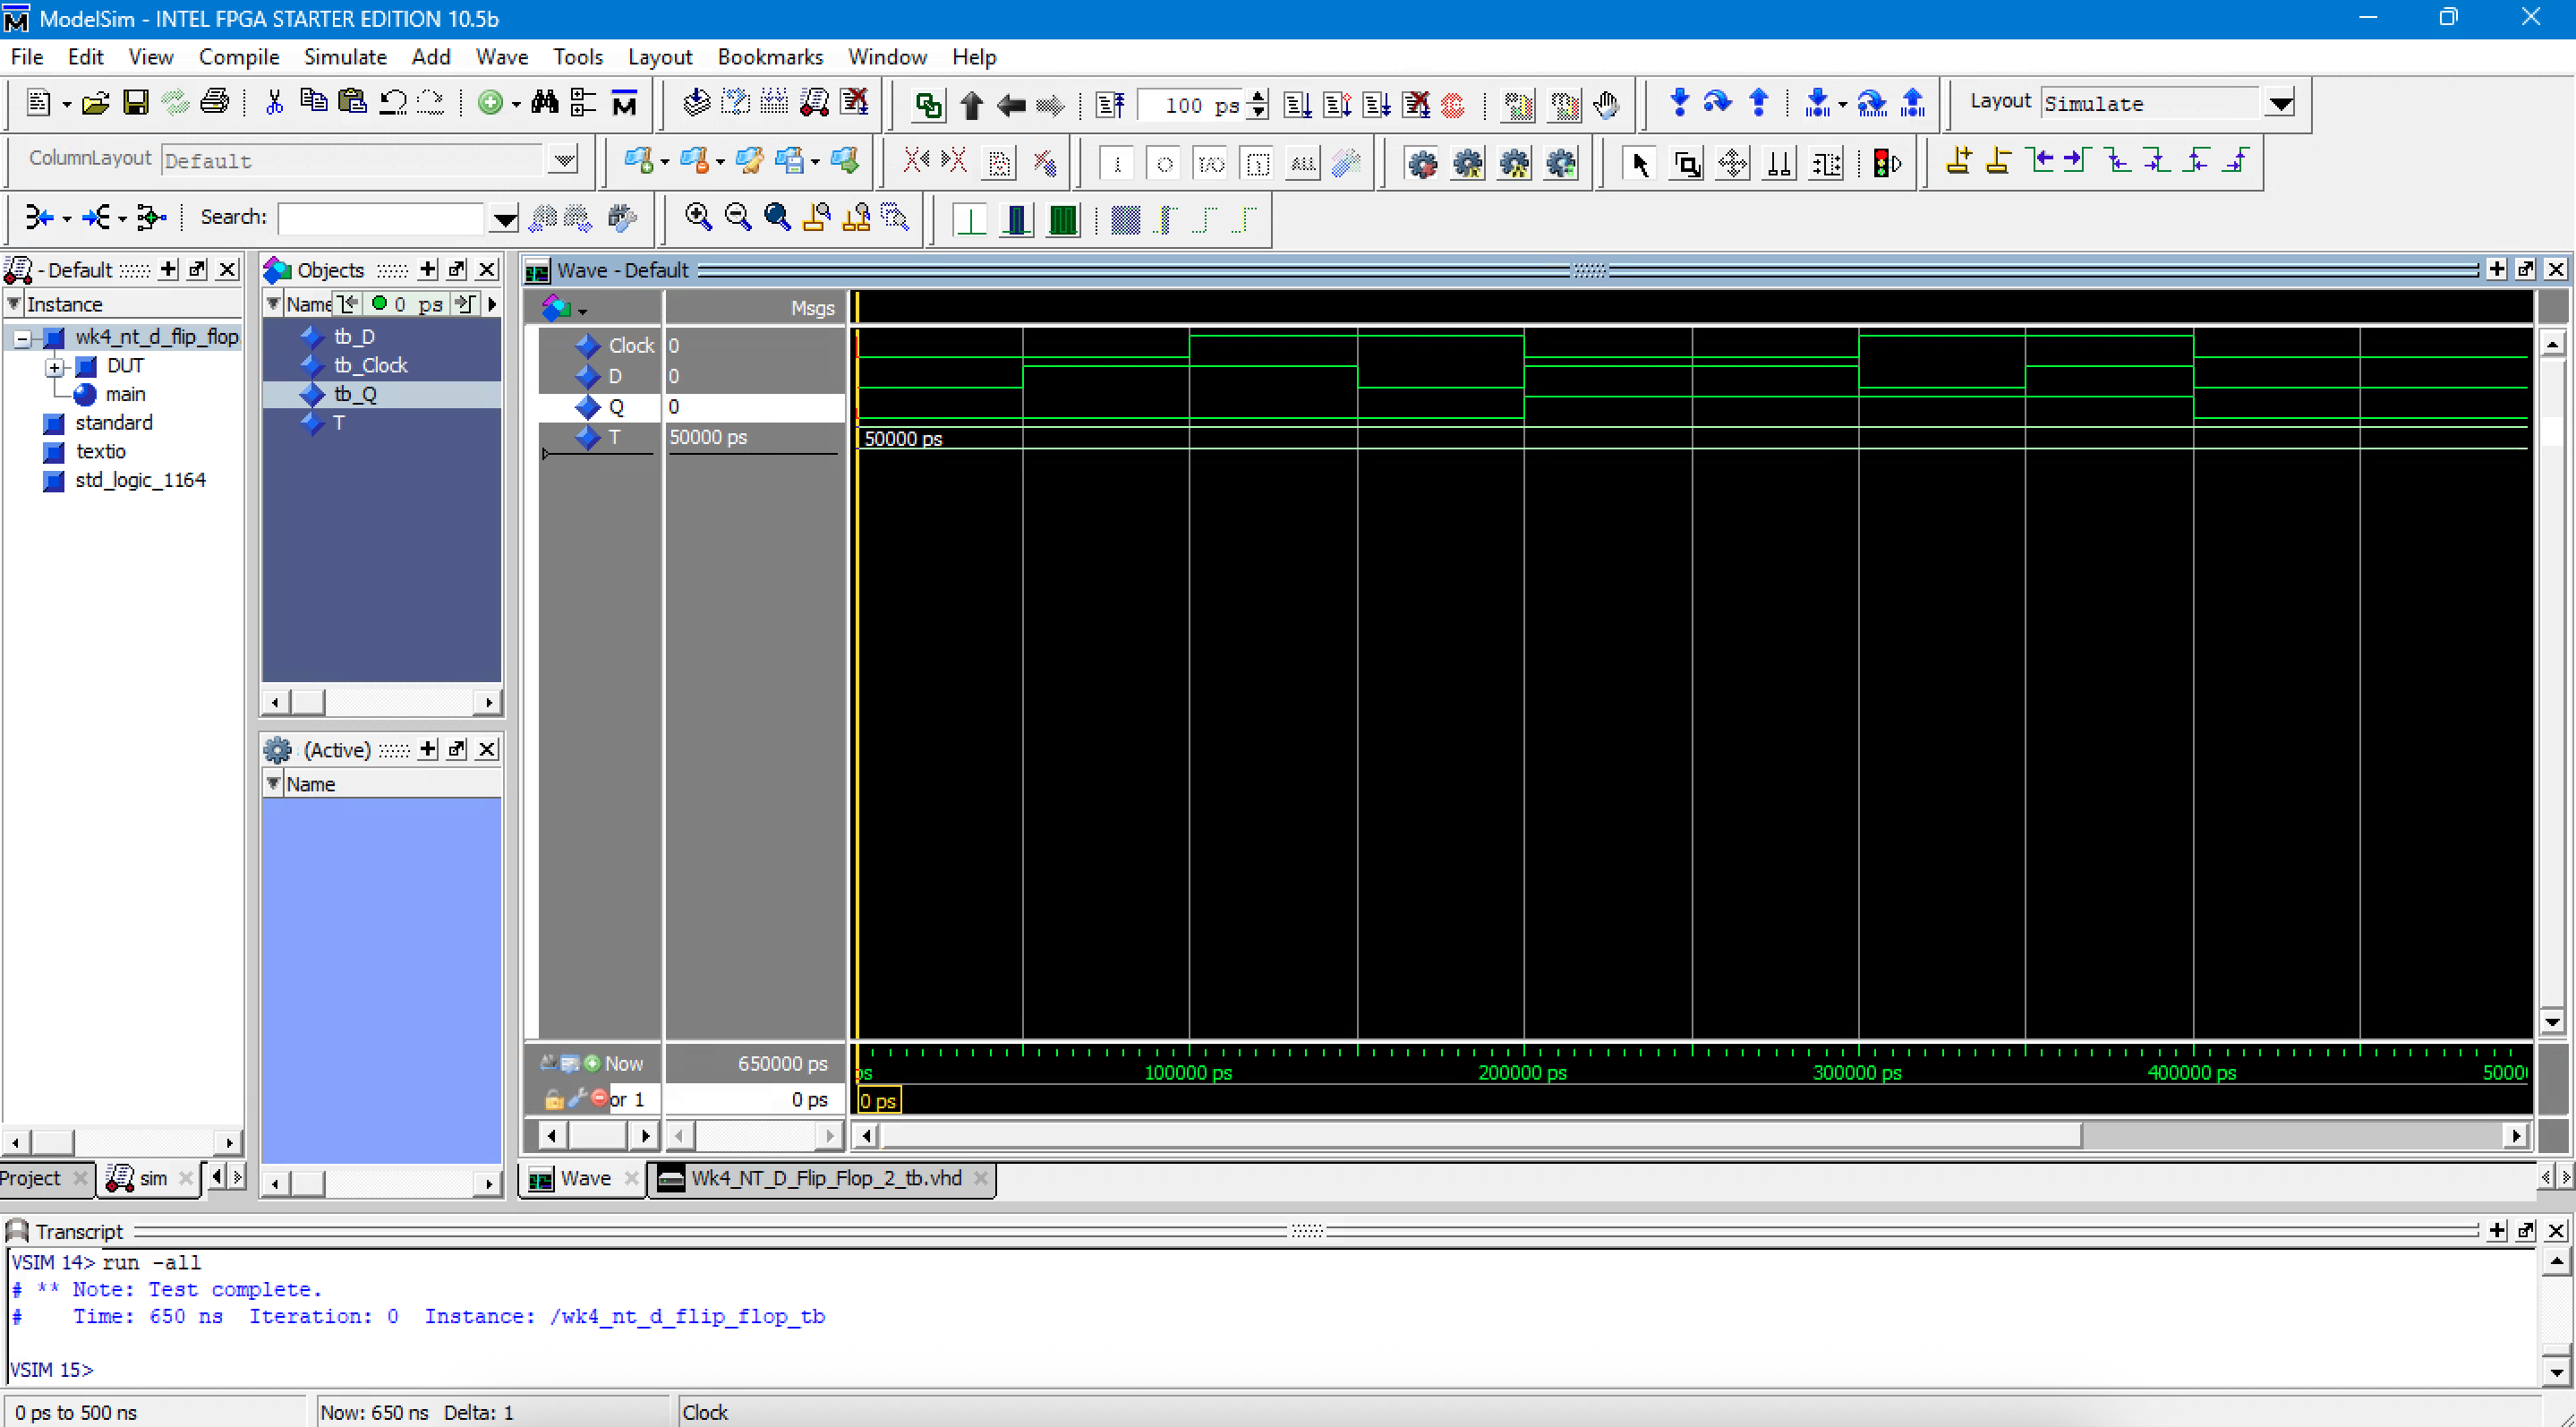 ModelSim - INTEL FPGA STARTER EDITION 10.5b
File Edit View Compile Simulate Add Wave Tools Layout Bookmarks Window Help
100 ps
Layout Simulate
ColumnLayout Default
Search:
- Default
Instance
wk4_nt_d_flip_flop
DUT
main
standard
textio
std_logic_1164
Project
sim
Objects
Name 0 ps
tb_D
tb_Clock
tb_Q
T
(Active)
Name
Wave - Default
Msgs
Clock 0
D 0
Q 0
T 50000 ps 50000 ps
Now 650000 ps
or 1 0 ps
ps 100000 ps 200000 ps 300000 ps 400000 ps 5000
0 ps
Wave Wk4_NT_D_Flip_Flop_2_tb.vhd
Transcript
VSIM 14> run -all
# ** Note: Test complete.
# Time: 650 ns Iteration: 0 Instance: /wk4_nt_d_flip_flop_tb
VSIM 15>
0 ps to 500 ns Now: 650 ns Delta: 1 Clock